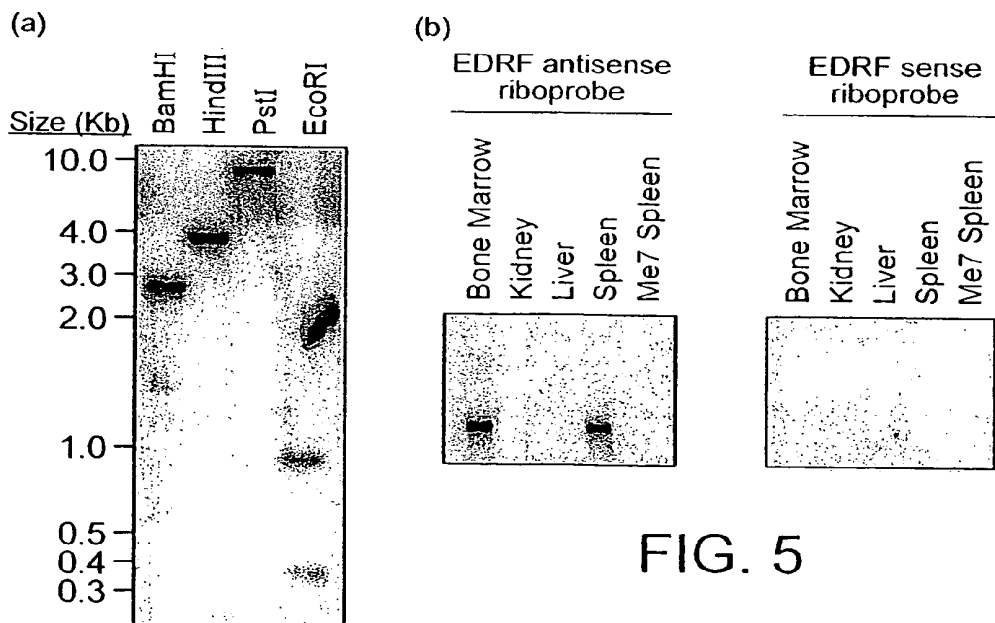 (a)
Size (Kb)
BamHI
HindIII
PstI
EcoRI
10.0
4.0
3.0
2.0
1.0
0.5
0.4
0.3
(b)
EDRF antisense
riboprobe
Bone Marrow
Kidney
Liver
Spleen
Me7 Spleen
EDRF sense
riboprobe
Bone Marrow
Kidney
Liver
Spleen
Me7 Spleen
FIG. 5